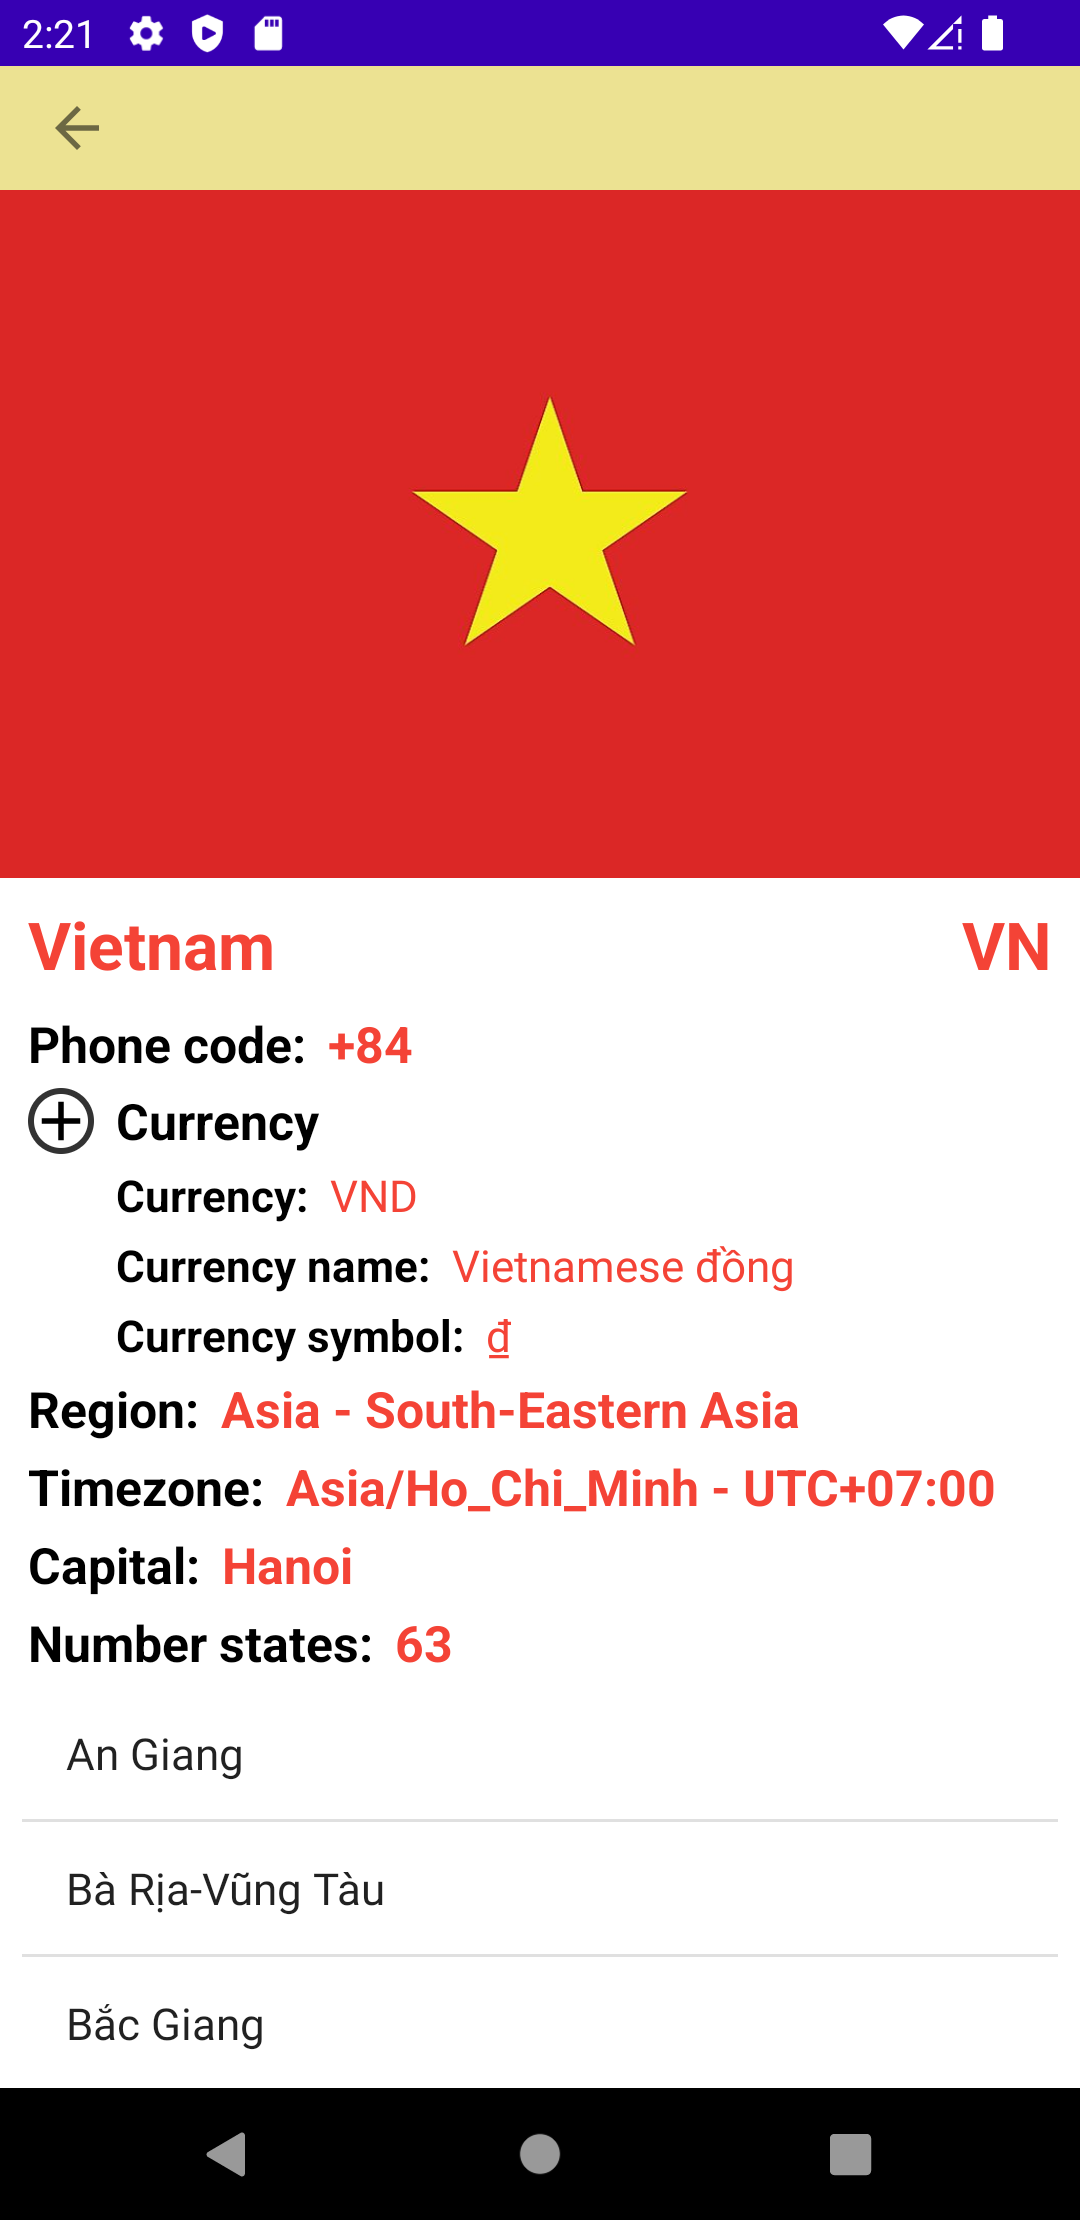 2:21
Vietnam VN
Phone code: +84
Currency
Currency: VND
Currency name: Vietnamese đồng
Currency symbol: ₫
Region: Asia - South-Eastern Asia
Timezone: Asia/Ho_Chi_Minh - UTC+07:00
Capital: Hanoi
Number states: 63
An Giang
Bà Rịa-Vũng Tàu
Bắc Giang